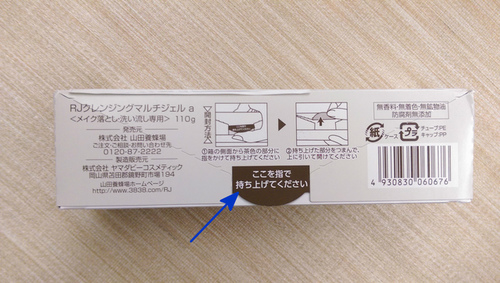 RJクレンジングマルチジェル a
<メイク落とし・洗い流し専用> 110g
発売元
株式会社 山田養蜂場
ご注文・ご相談・お問い合わせ先
0120-87-2222
製造販売元
株式会社 ヤマダビーコスメティック
岡山県苫田郡鏡野町市場194
山田養蜂場ホームページ
http://www.3838.com/RJ
開封方法
①箱の側面から茶色の部分に
指をかけて持ち上げてください
②持ち上げた部分をつまんで、
上に引いて開けてください
ここを指で
持ち上げてください
無香料・無着色・無鉱物油
防腐剤無添加
紙
ケース
プラ
チューブPE
キャップPP
4 930830 060676